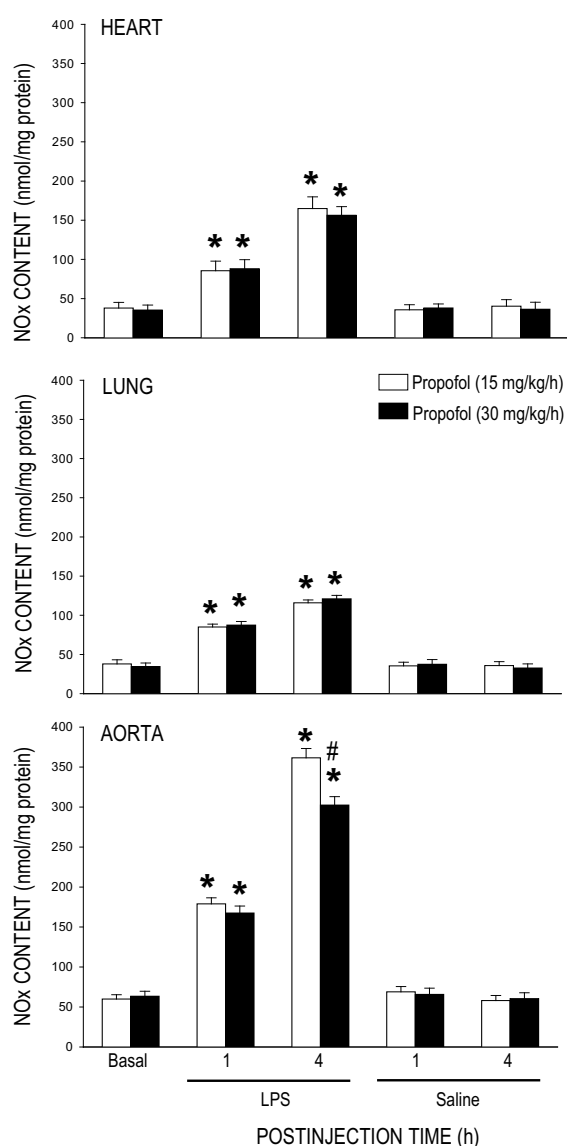 HEART
NOx CONTENT (nmol/mg protein)
400
350
300
250
200
150
100
50
0
* * * *
LUNG
NOx CONTENT (nmol/mg protein)
400
350
300
250
200
150
100
50
0
Propofol (15 mg/kg/h)
Propofol (30 mg/kg/h)
* * * *
AORTA
NOx CONTENT (nmol/mg protein)
400
350
300
250
200
150
100
50
0
* * * # *
Basal 1 4 1 4
LPS Saline
POSTINJECTION TIME (h)